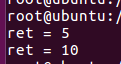 root@ubuntu:/
root@ubuntu:/
ret = 5
ret = 10